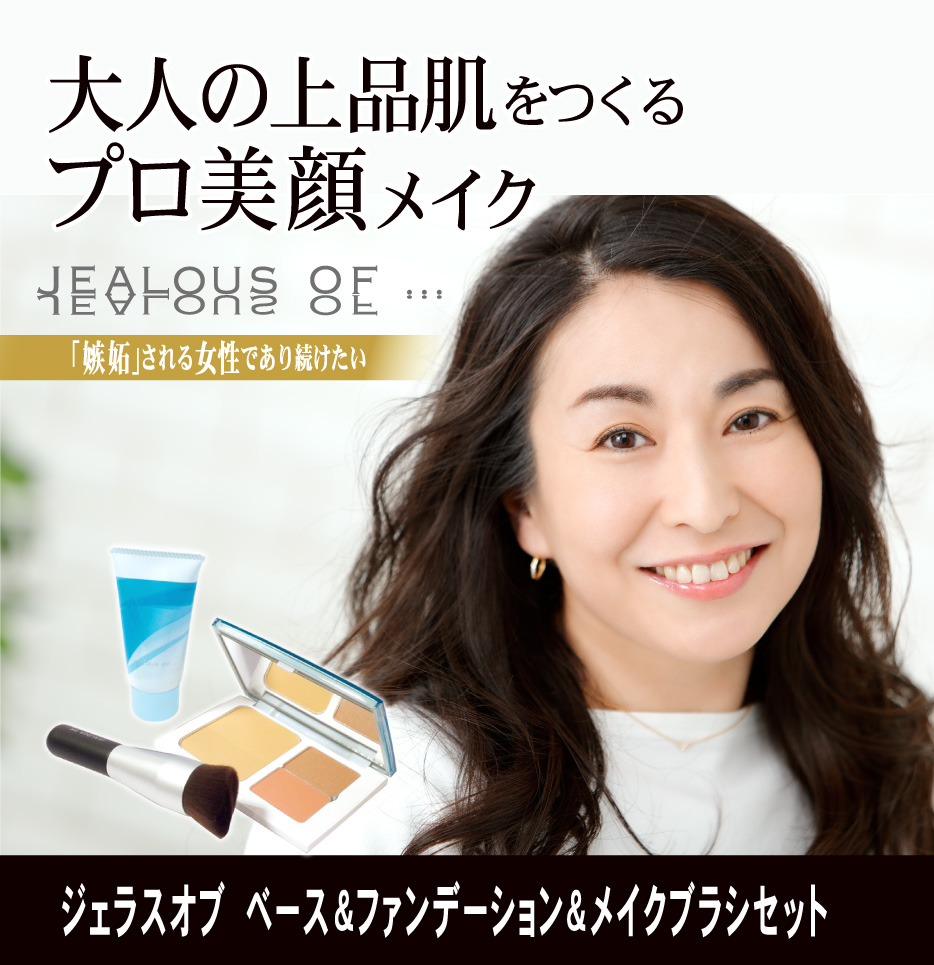 大人の上品肌をつくる
プロ美顔メイク
JEALOUS OF ...
「嫉妬」される女性であり続けたい
ジェラスオブ ベース&ファンデーション&メイクブラシセット